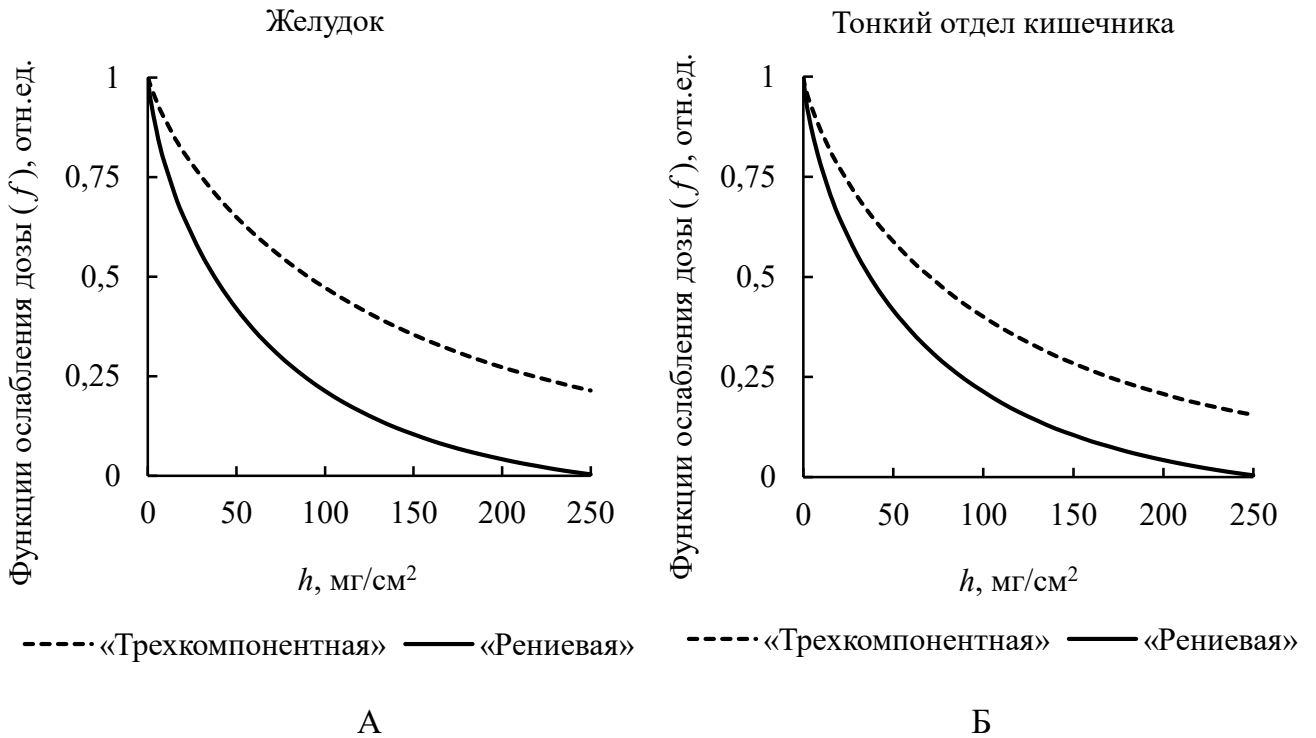 Желудок
Функции ослабления дозы (f), отн.ед.
1
0,75
0,5
0,25
0
0 50 100 150 200 250
h, мг/см²
«Трехкомпонентная» «Рениевая»
А
Тонкий отдел кишечника
Функции ослабления дозы (f), отн.ед.
1
0,75
0,5
0,25
0
0 50 100 150 200 250
h, мг/см²
«Трехкомпонентная» «Рениевая»
Б